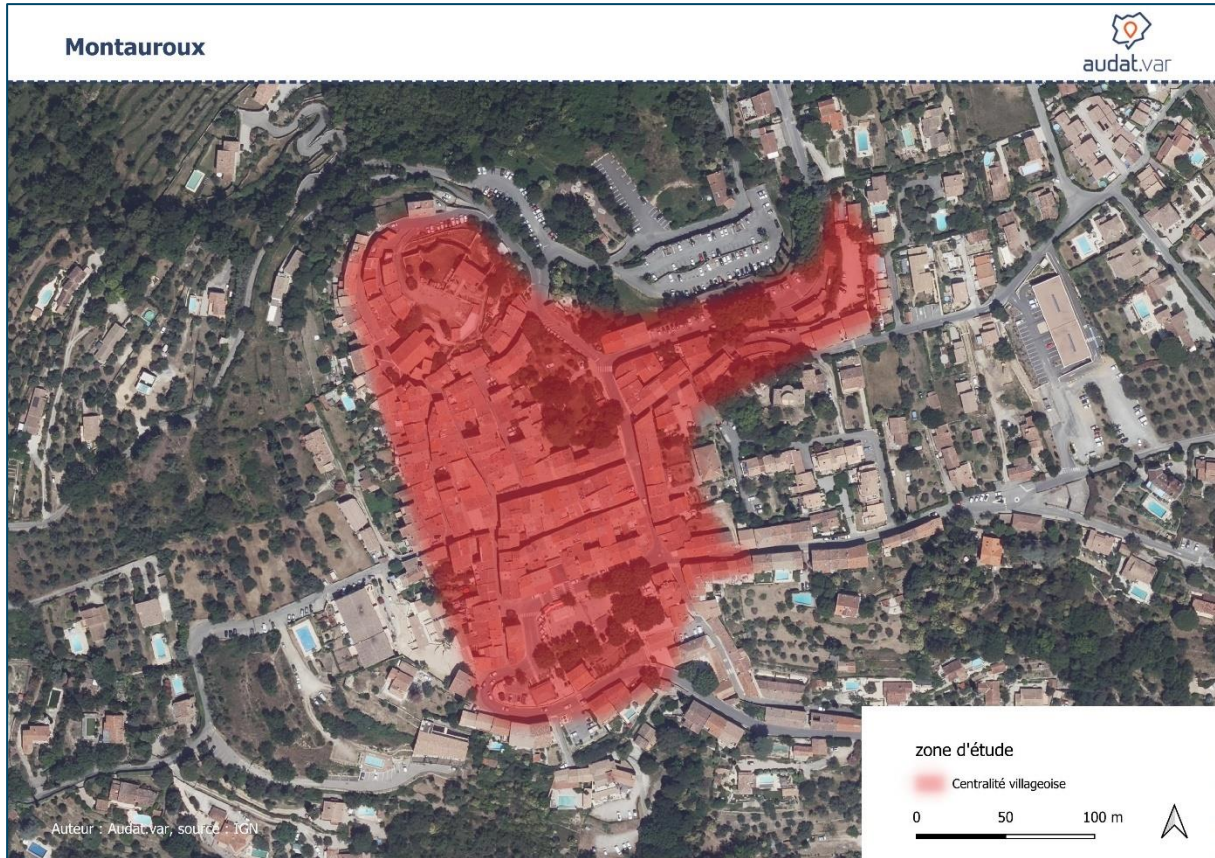 Montauroux
audat.var
zone d'étude
Centralité villageoise
0 50 100 m
Auteur : Audat.var, source : IGN